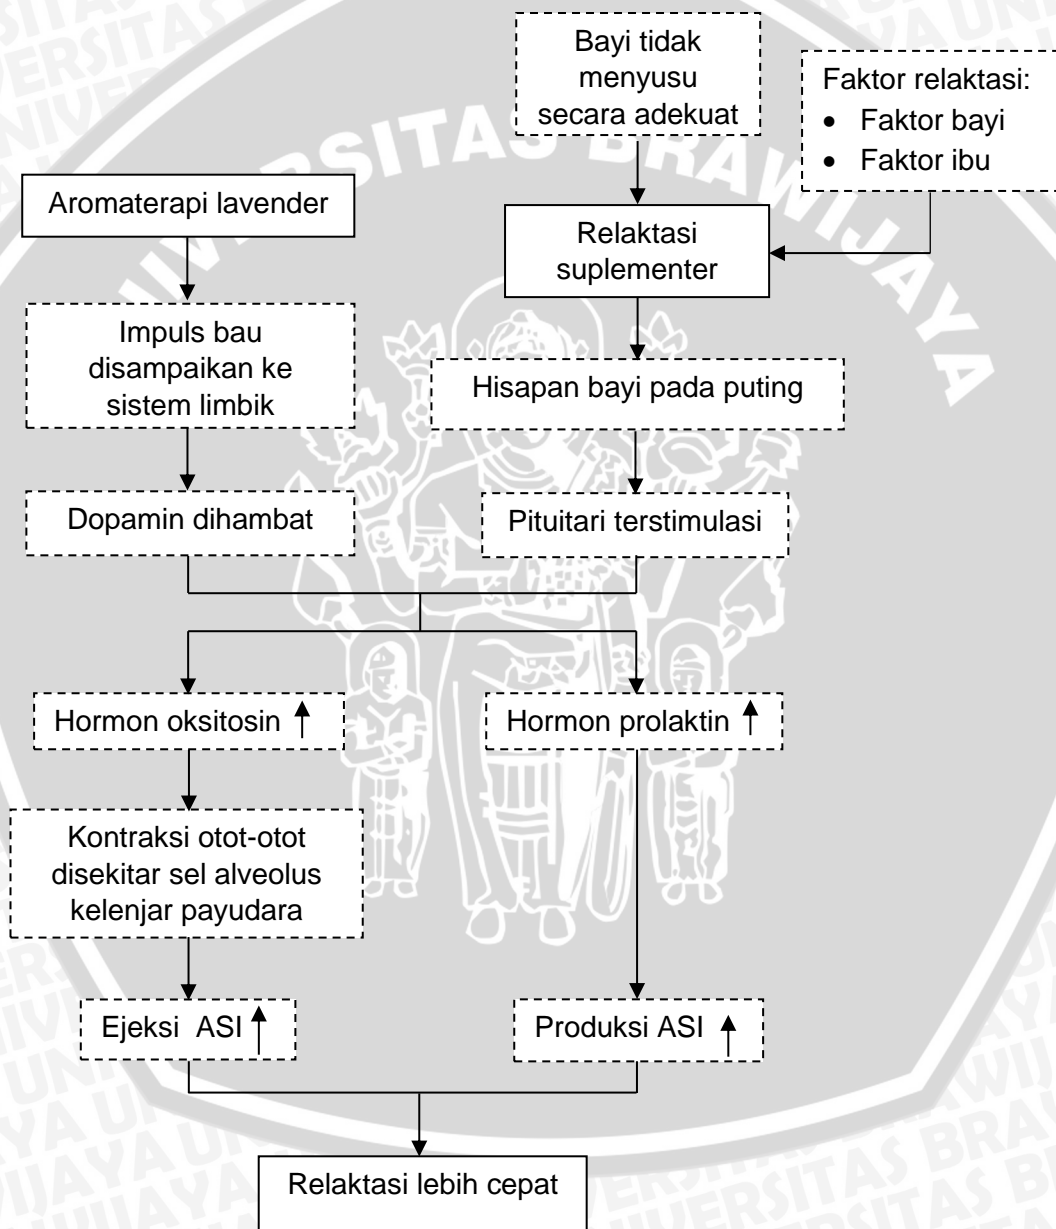 Bayi tidak
menyusu
secara adekuat
Faktor relaktasi:
• Faktor bayi
• Faktor ibu
Aromaterapi lavender
Relaktasi
suplementer
Impuls bau
disampaikan ke
sistem limbik
Hisapan bayi pada puting
Dopamin dihambat
Pituitari terstimulasi
Hormon oksitosin
Hormon prolaktin
Kontraksi otot-otot
disekitar sel alveolus
kelenjar payudara
Ejeksi ASI
Produksi ASI
Relaktasi lebih cepat